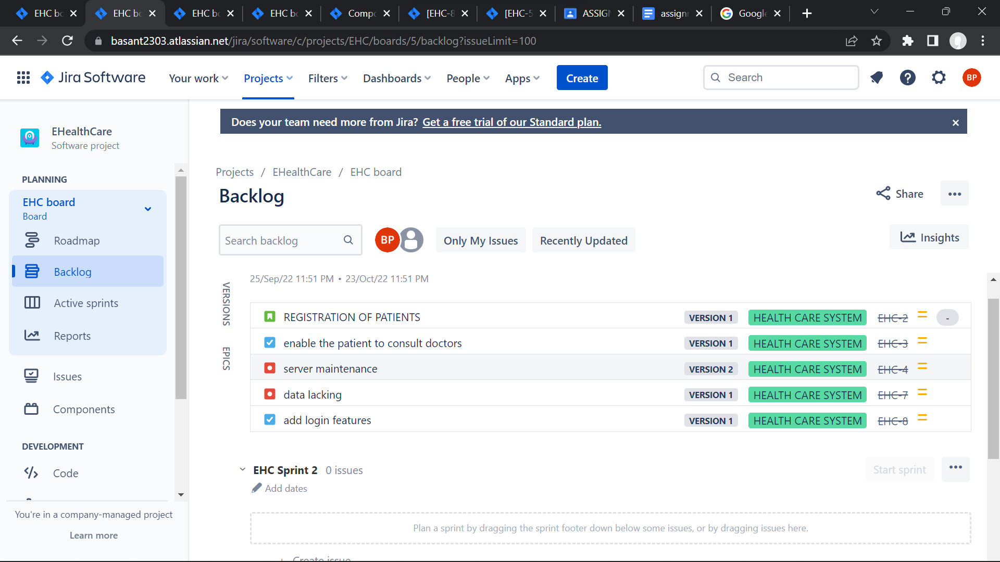 EHC bo
EHC bo
EHC bo
EHC bo
Compo
[EHC-8
[EHC-5
ASSIGN
assignr
Google
basant2303.atlassian.net/jira/software/c/projects/EHC/boards/5/backlog?issueLimit=100
Jira Software
Your work
Projects
Filters
Dashboards
People
Apps
Create
Search
BP
EHealthCare
Software project
PLANNING
EHC board
Board
Roadmap
Backlog
Active sprints
Reports
Issues
Components
DEVELOPMENT
Code
You're in a company-managed project
Learn more
Does your team need more from Jira? Get a free trial of our Standard plan.
Projects / EHealthCare / EHC board
Backlog
Share
Search backlog
BP
Only My Issues
Recently Updated
Insights
VERSIONS
EPICS
25/Sep/22 11:51 PM • 23/Oct/22 11:51 PM
REGISTRATION OF PATIENTS VERSION 1 HEALTH CARE SYSTEM EHC-2 -
enable the patient to consult doctors VERSION 1 HEALTH CARE SYSTEM EHC-3
server maintenance VERSION 2 HEALTH CARE SYSTEM EHC-4
data lacking VERSION 1 HEALTH CARE SYSTEM EHC-7
add login features VERSION 1 HEALTH CARE SYSTEM EHC-8
EHC Sprint 2 0 issues
Start sprint
Add dates
Plan a sprint by dragging the sprint footer down below some issues, or by dragging issues here.
Create issue